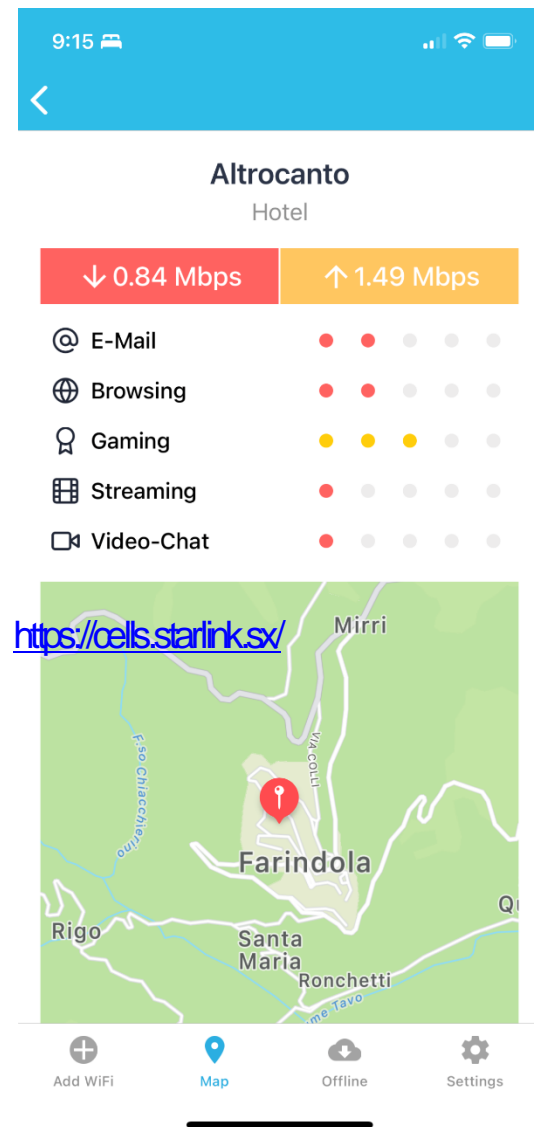 9:15
Altrocanto
Hotel
↓ 0.84 Mbps ↑ 1.49 Mbps
E-Mail
Browsing
Gaming
Streaming
Video-Chat
https://cells.starlink.sx/
Mirri
F.so Chiacchierino
VIA COLLI
Farindola
Rigo
Santa
Maria
Ronchetti
Tavo
Add WiFi Map Offline Settings